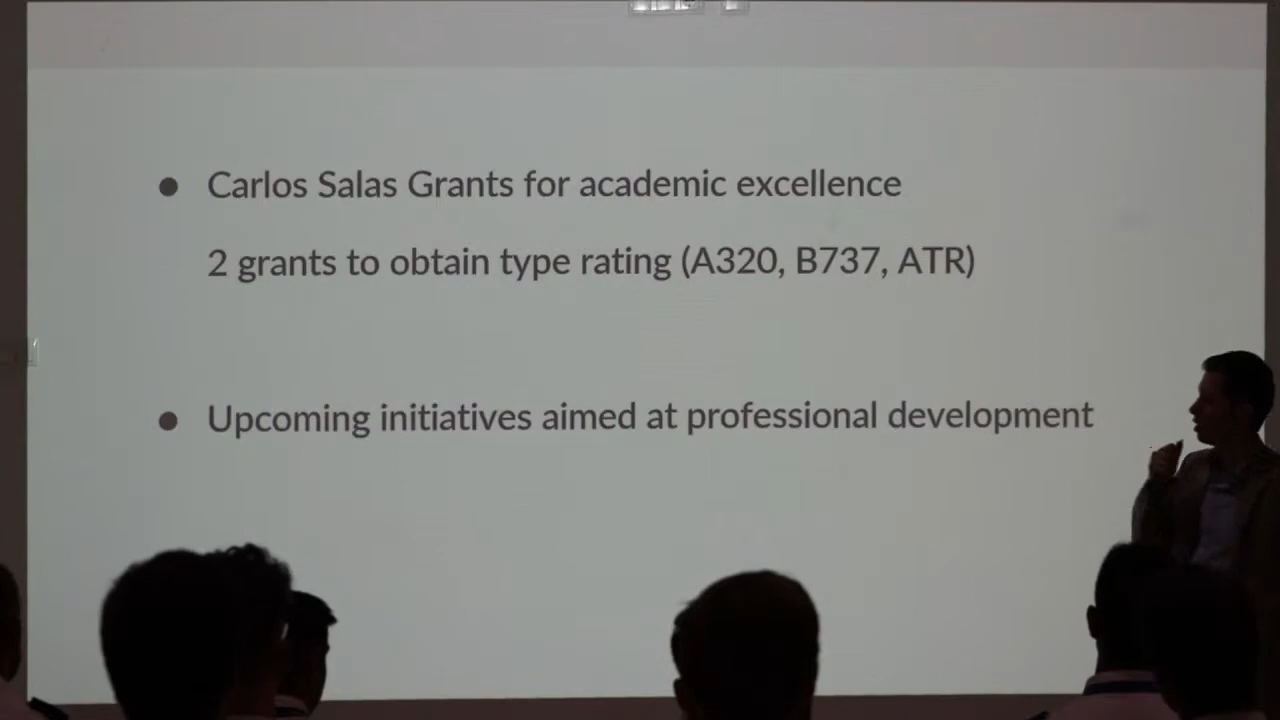 ● Carlos Salas Grants for academic excellence
2 grants to obtain type rating (A320, B737, ATR)
● Upcoming initiatives aimed at professional development